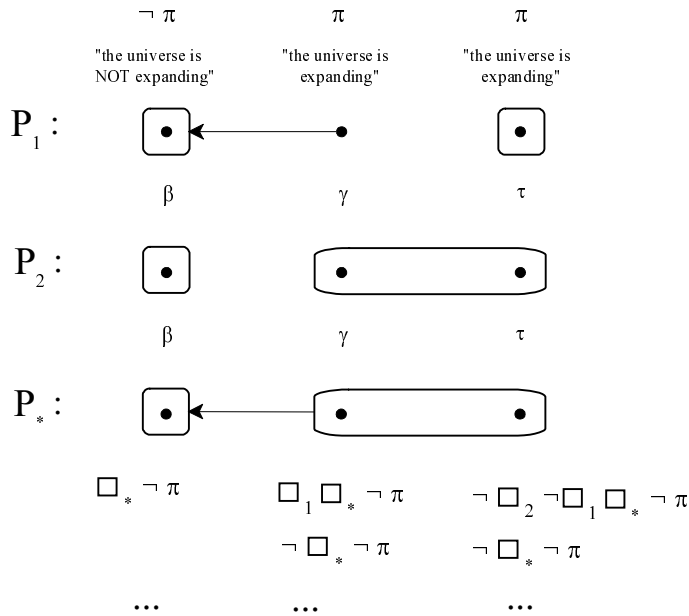 ¬ π π π
"the universe is NOT expanding" "the universe is expanding" "the universe is expanding"
P₁ :
β γ τ
P₂ :
β γ τ
P* :
□* ¬ π □₁ □* ¬ π ¬ □₂ ¬ □₁ □* ¬ π
¬ □* ¬ π ¬ □* ¬ π
... ... ...